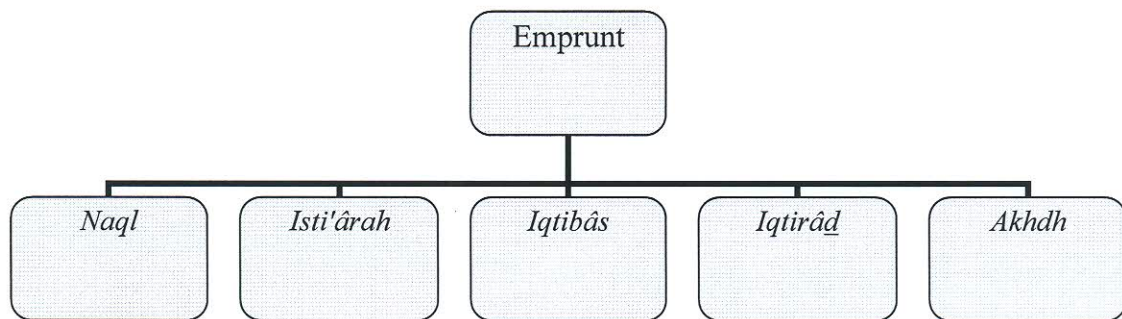 Emprunt
Naql
Isti'ârah
Iqtibâs
Iqtirâd̲
Akhdh